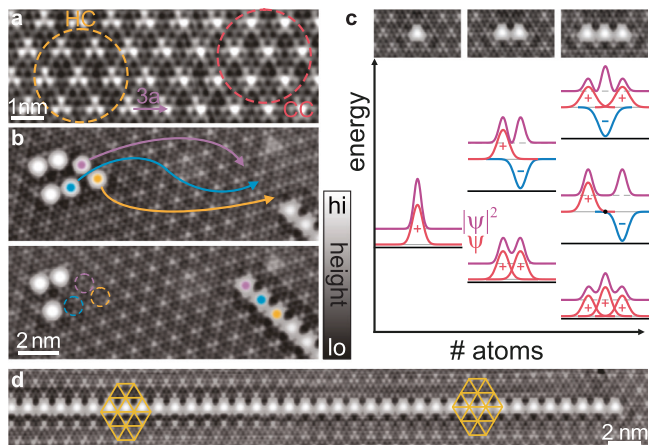 a
HC
3a
CC
1nm
b
2 nm
hi
height
lo
c
energy
+
+
−
+
+
−
+
−
|ψ|²
ψ
+
+
+
+
+
# atoms
d
2 nm